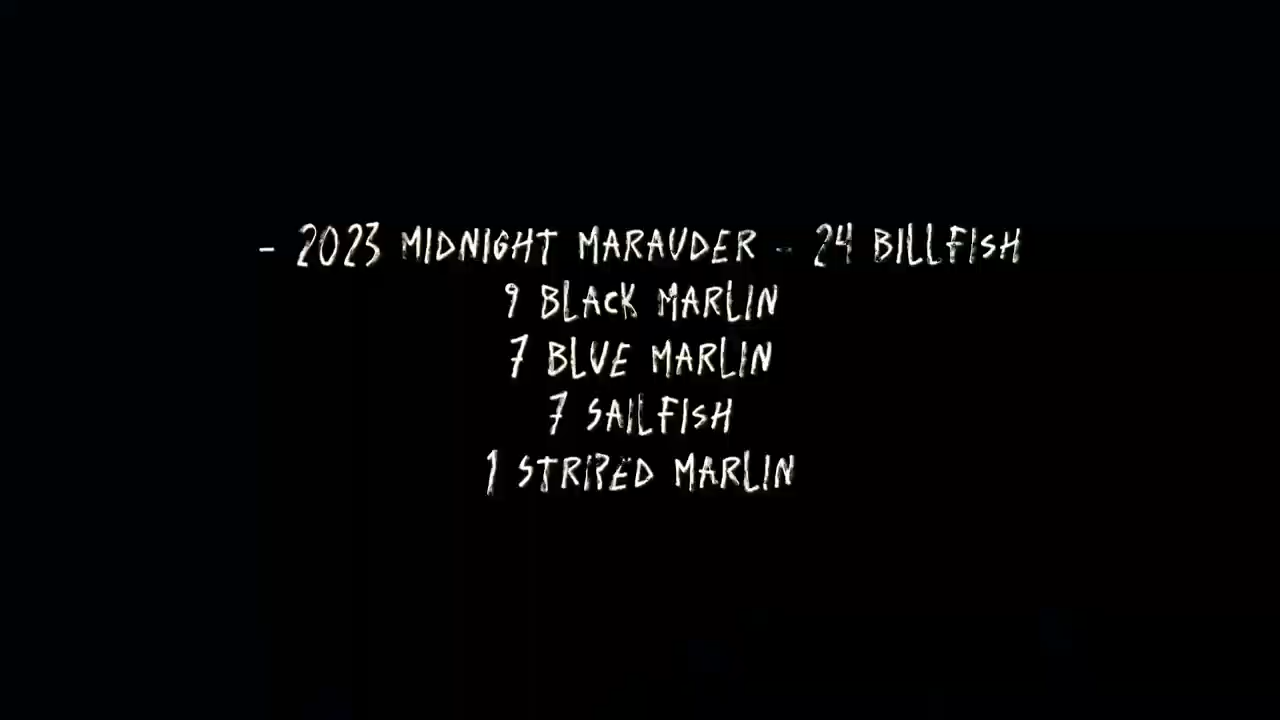 - 2023 MIDNIGHT MARAUDER - 24 BILLFISH
9 BLACK MARLIN
7 BLUE MARLIN
7 SAILFISH
1 STRIPED MARLIN